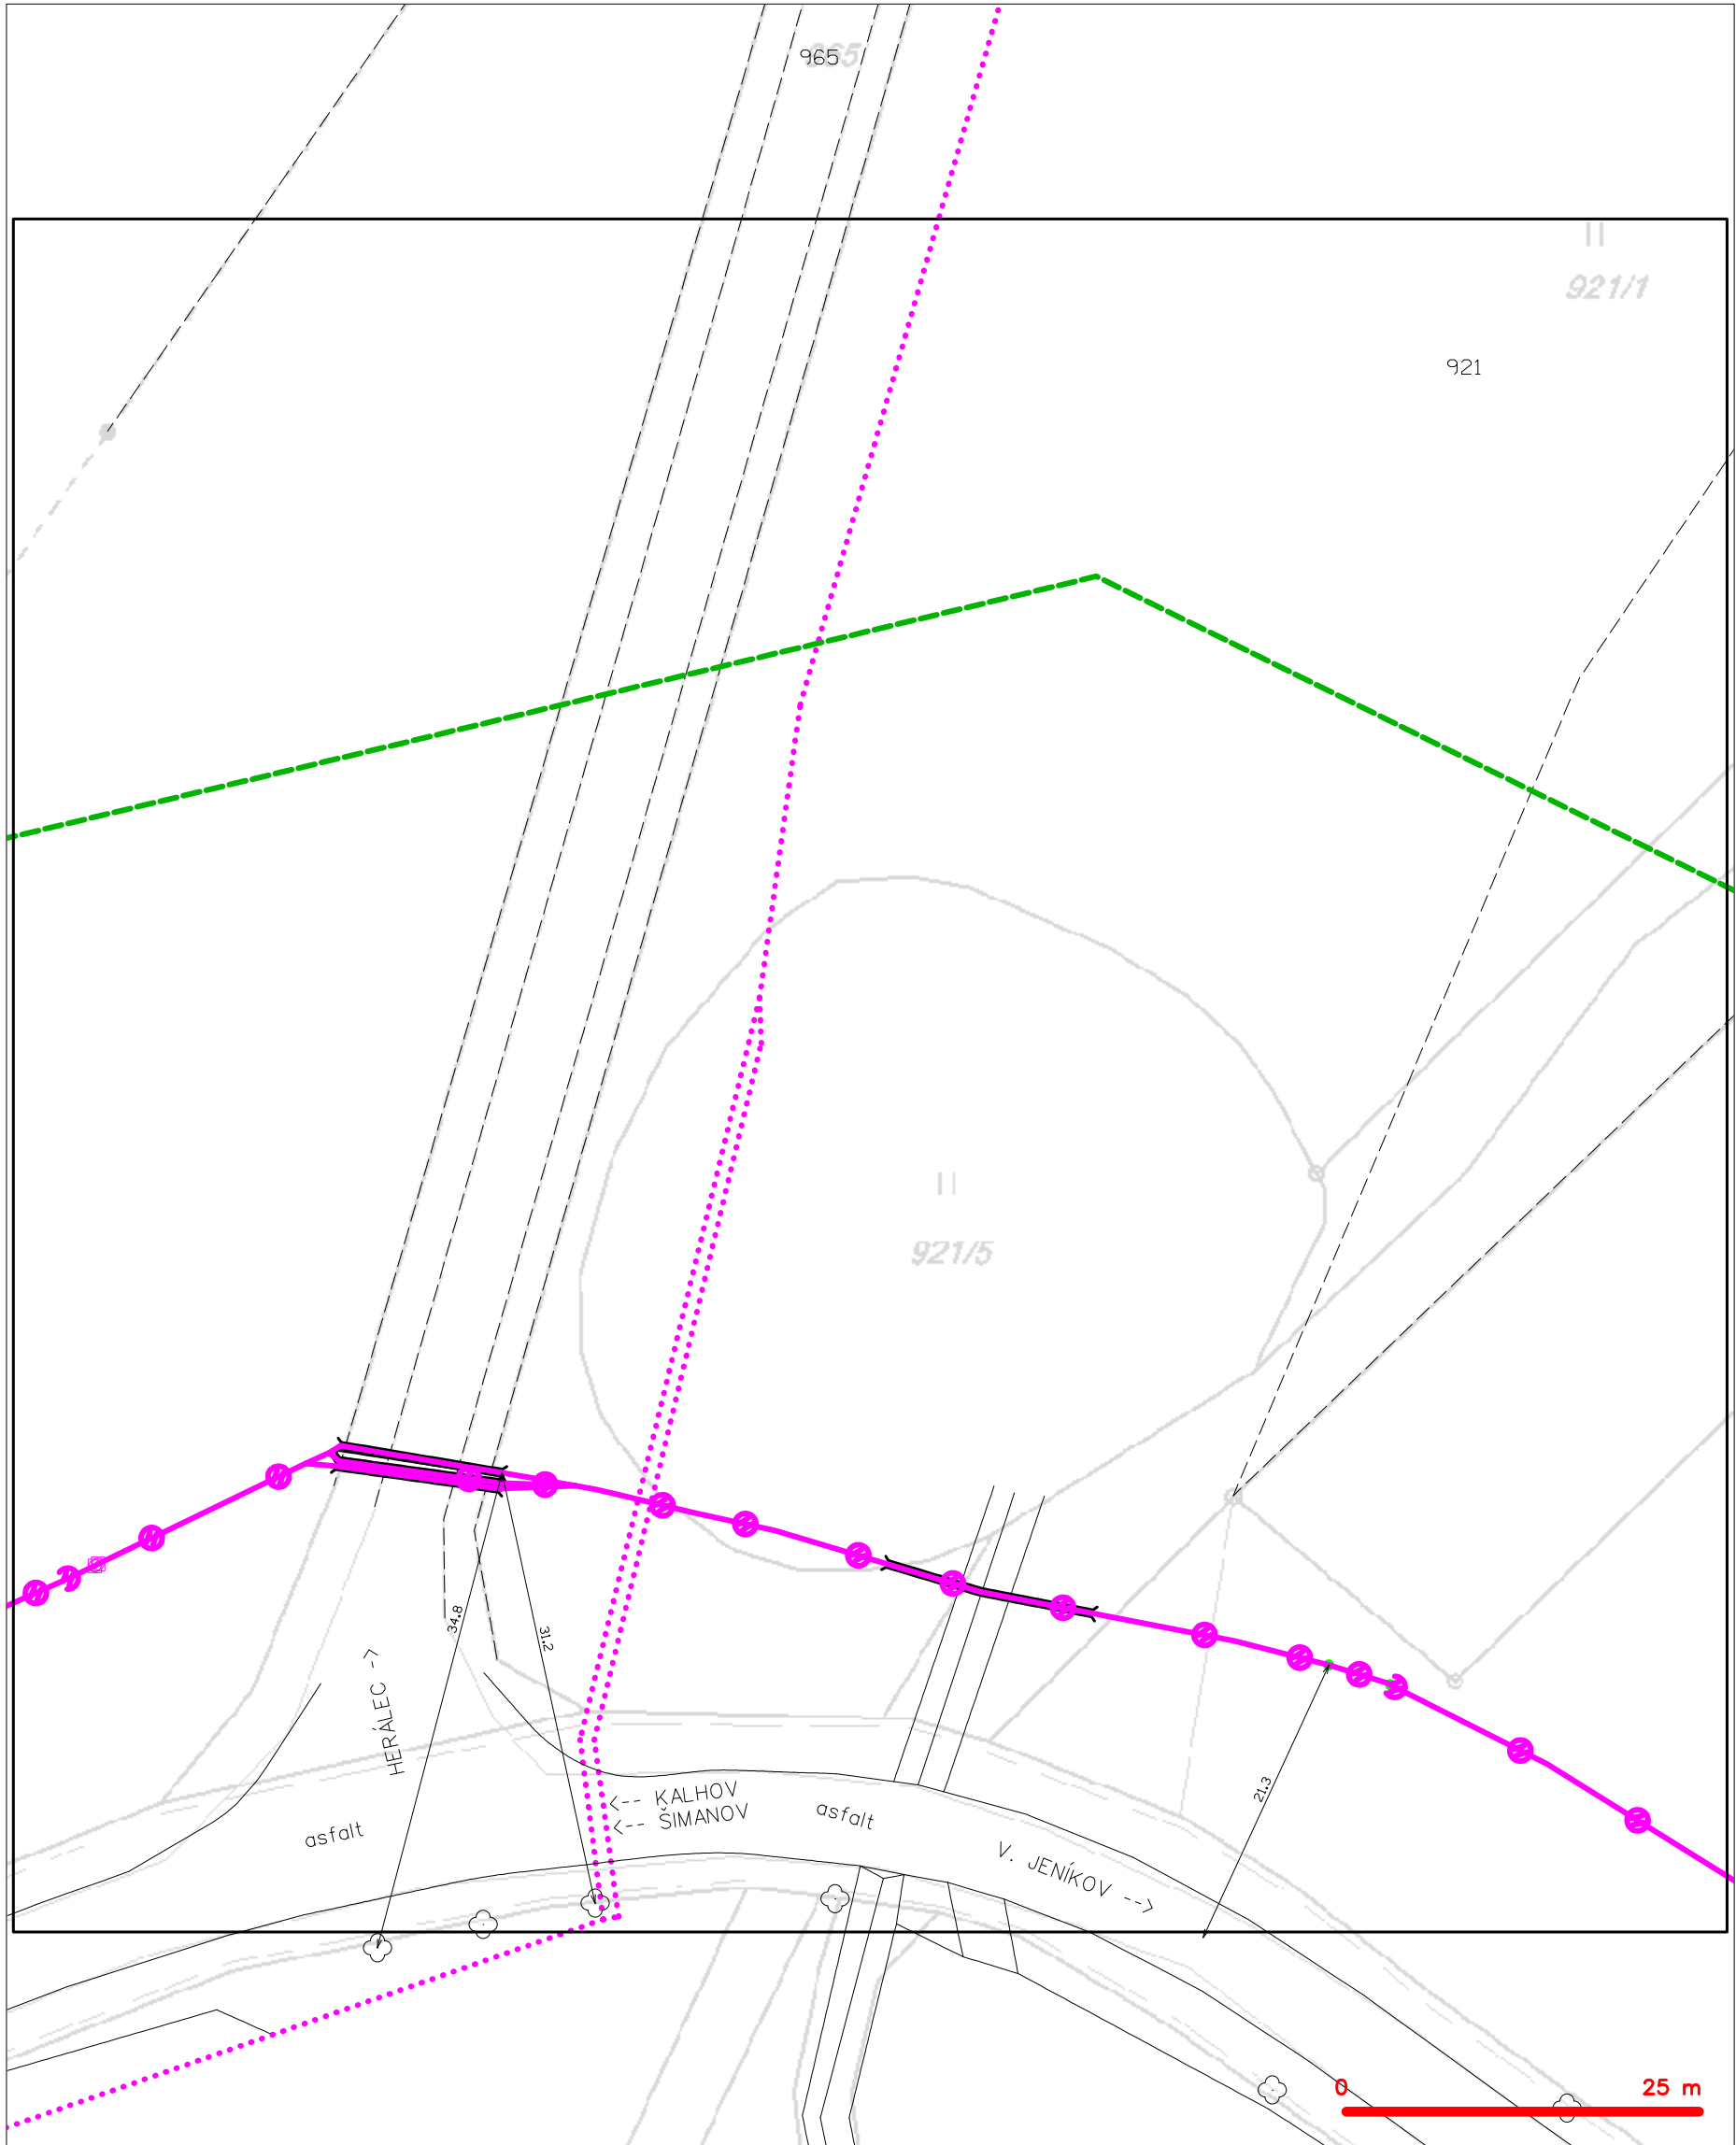 965
965
921/1
921
921/5
34.8
31.2
HERÁLEC -->
<-- KALHOV
<-- ŠIMANOV
asfalt
asfalt
21.3
V. JENÍKOV -->
0 25 m